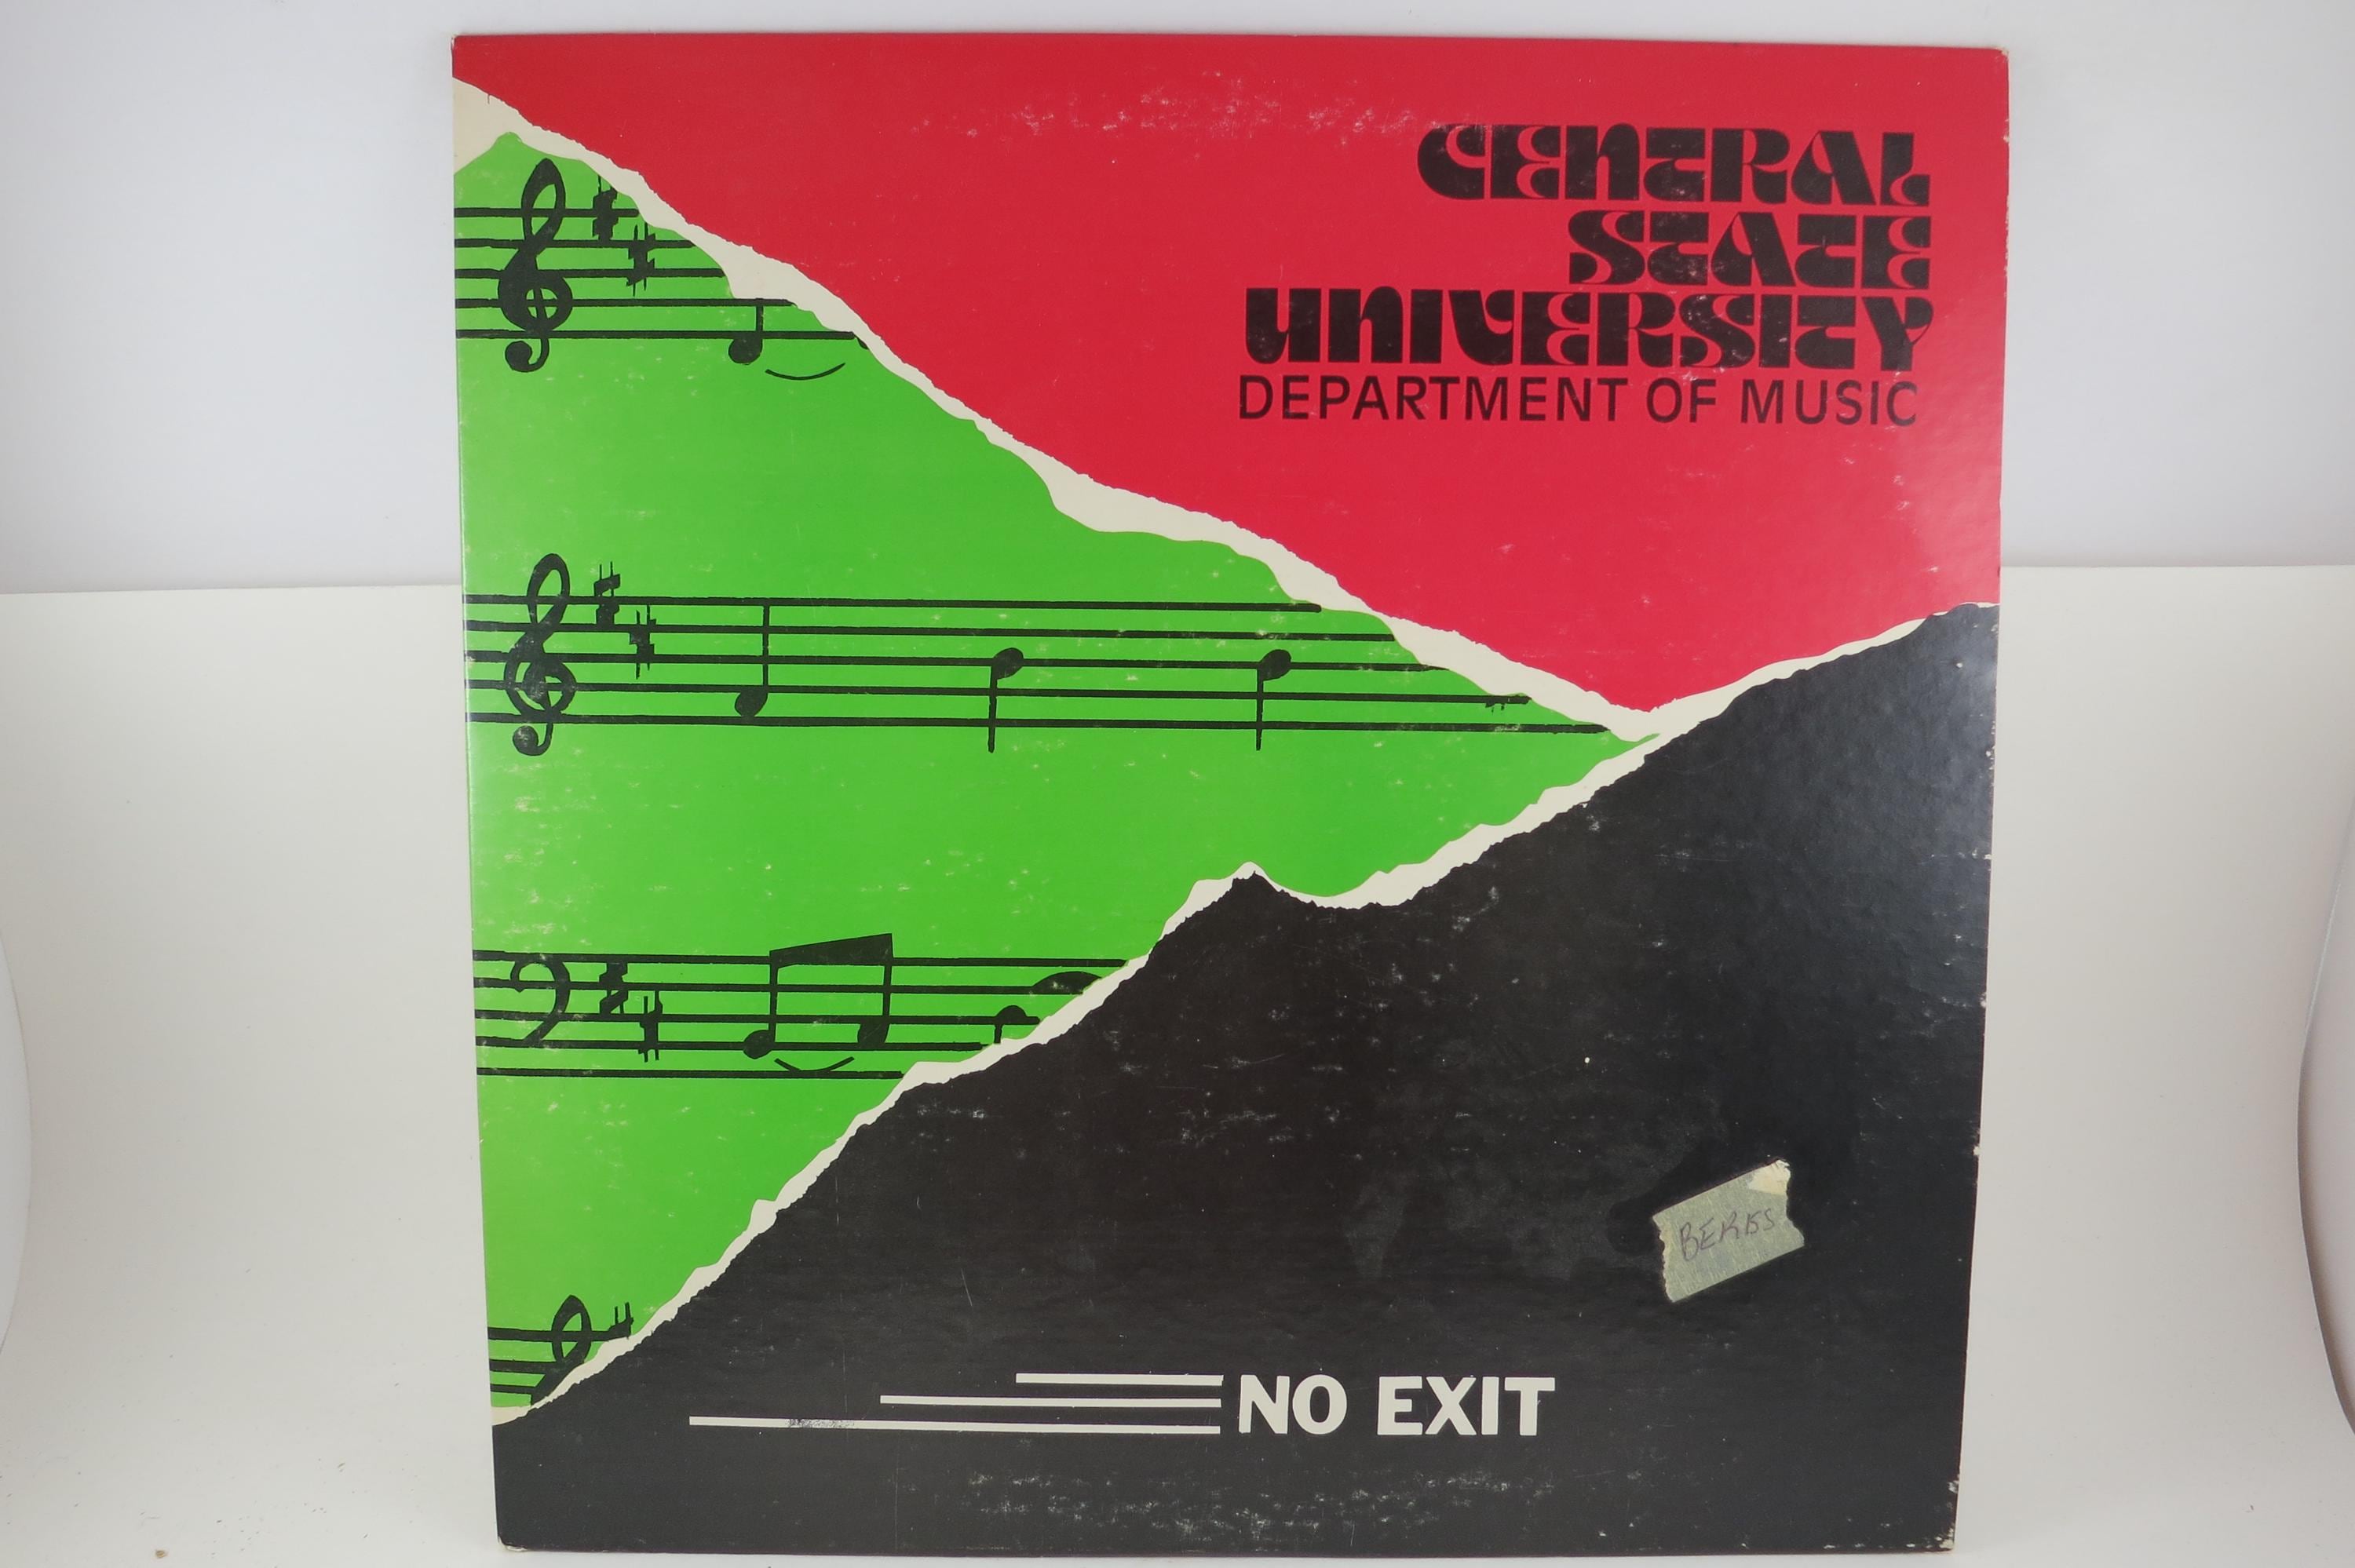 CENTRAL
STATE
UNIVERSITY
DEPARTMENT OF MUSIC
NO EXIT